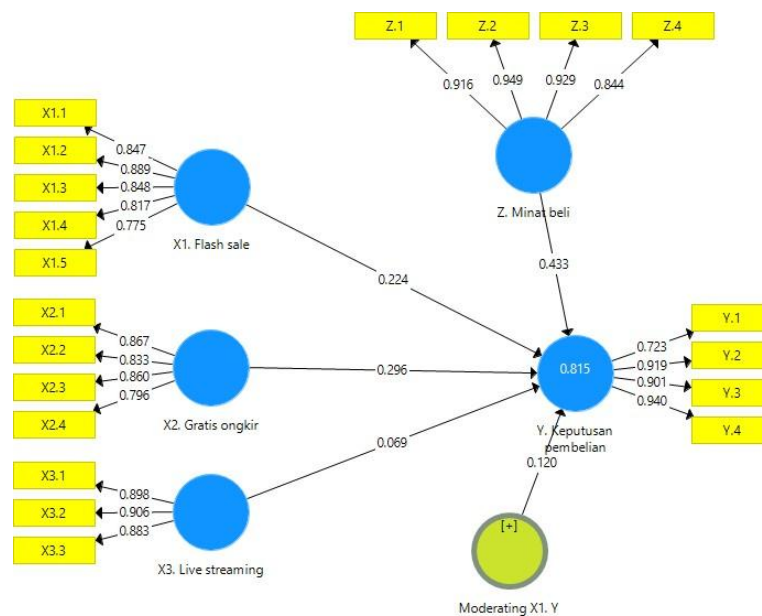 Z.1
Z.2
Z.3
Z.4
0.916
0.949
0.929
0.844
Z. Minat beli
0.433
X1.1
X1.2
X1.3
X1.4
X1.5
0.847
0.889
0.848
0.817
0.775
X1. Flash sale
0.224
X2.1
X2.2
X2.3
X2.4
0.867
0.833
0.860
0.796
X2. Gratis ongkir
0.296
X3.1
X3.2
X3.3
0.898
0.906
0.883
X3. Live streaming
0.069
0.815
Y. Keputusan
pembelian
0.723
0.919
0.901
0.940
Y.1
Y.2
Y.3
Y.4
0.120
[+]
Moderating X1. Y